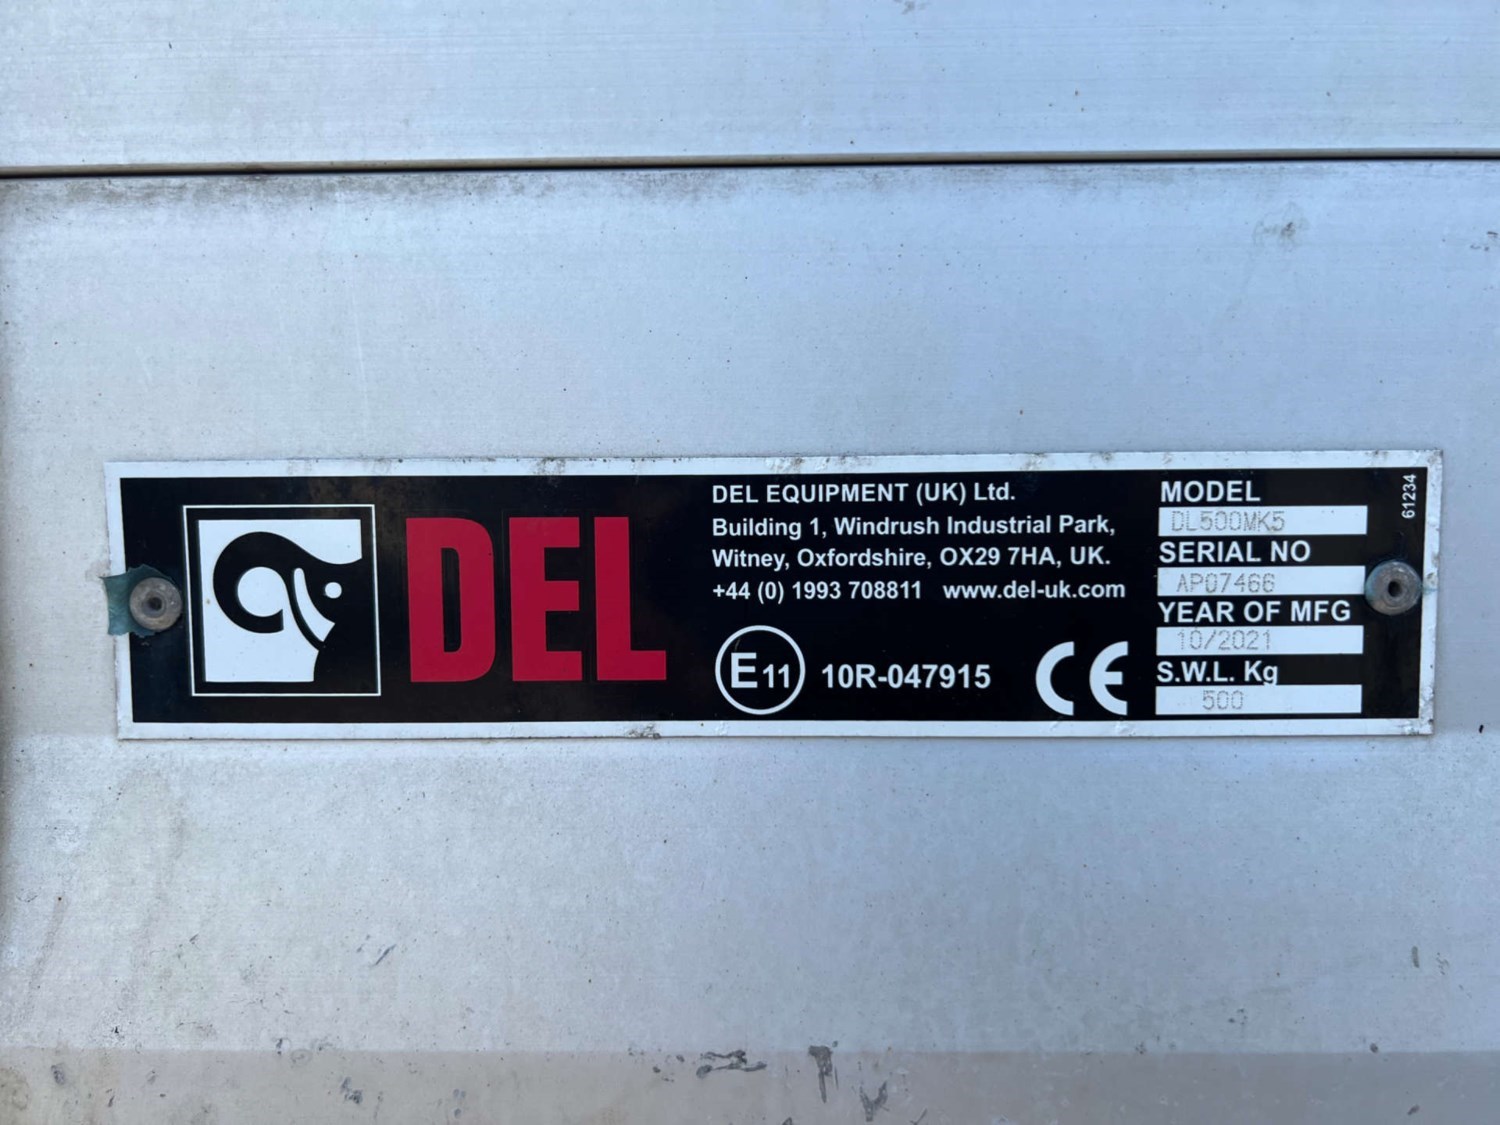 DEL
DEL EQUIPMENT (UK) Ltd.
Building 1, Windrush Industrial Park,
Witney, Oxfordshire, OX29 7HA, UK.
+44 (0) 1993 708811 www.del-uk.com
E11 10R-047915 CE
MODEL
DL500MK5
SERIAL NO
AP07466
YEAR OF MFG
10/2021
S.W.L. Kg
500
61234